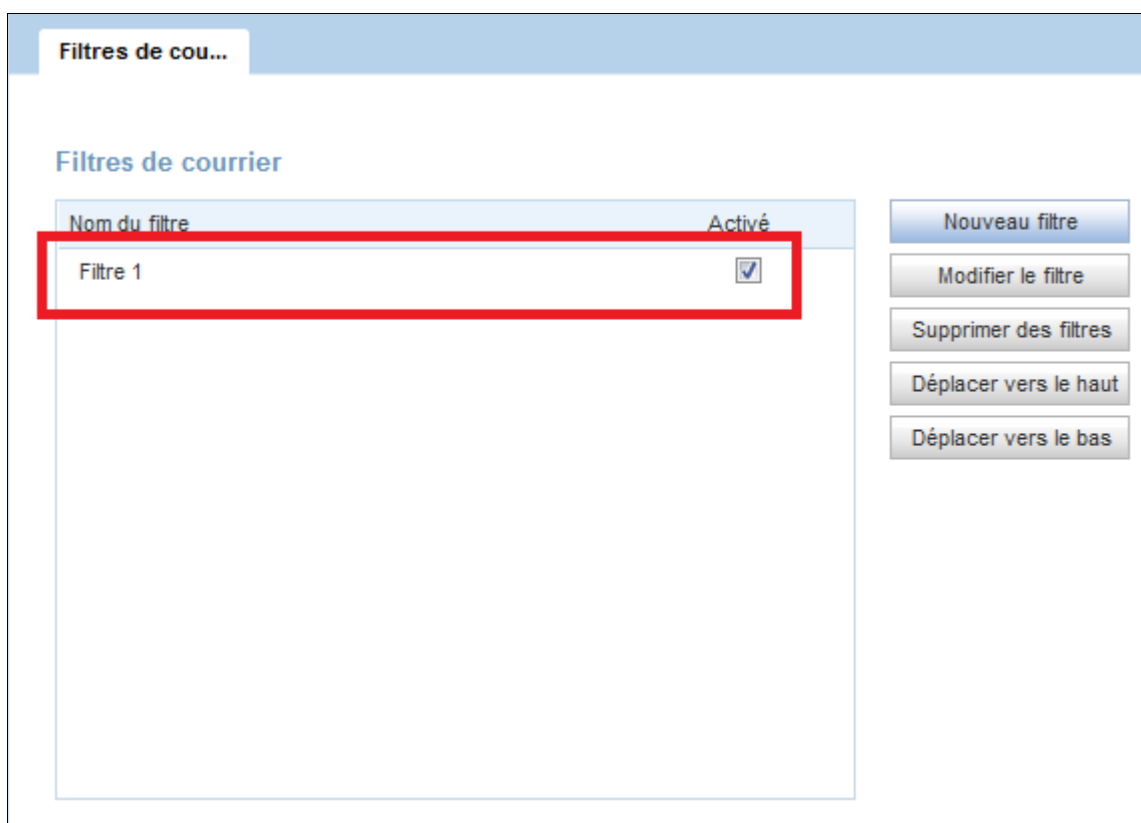 Filtres de cou...
Filtres de courrier
Nom du filtre Activé
Filtre 1
Nouveau filtre
Modifier le filtre
Supprimer des filtres
Déplacer vers le haut
Déplacer vers le bas